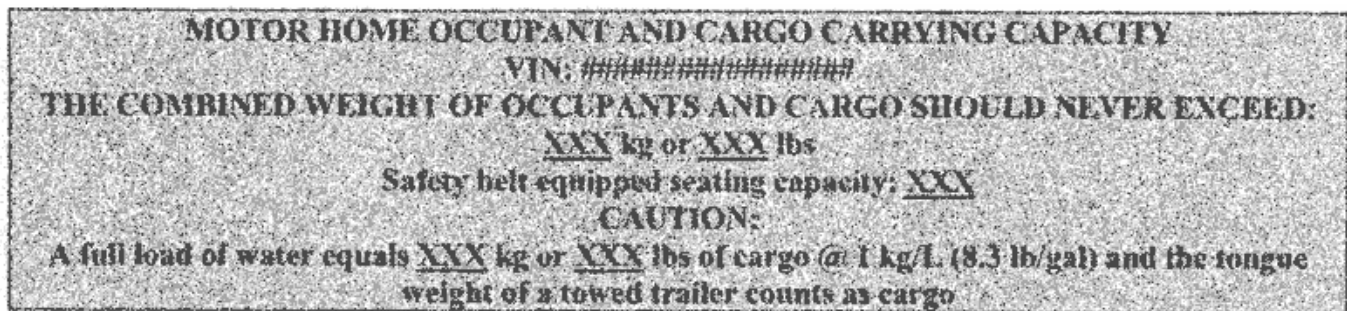 MOTOR HOME OCCUPANT AND CARGO CARRYING CAPACITY
VIN: #################
THE COMBINED WEIGHT OF OCCUPANTS AND CARGO SHOULD NEVER EXCEED:
XXX kg or XXX lbs
Safety belt equipped seating capacity: XXX
CAUTION:
A full load of water equals XXX kg or XXX lbs of cargo @ 1 kg/L (8.3 lb/gal) and the tongue
weight of a towed trailer counts as cargo